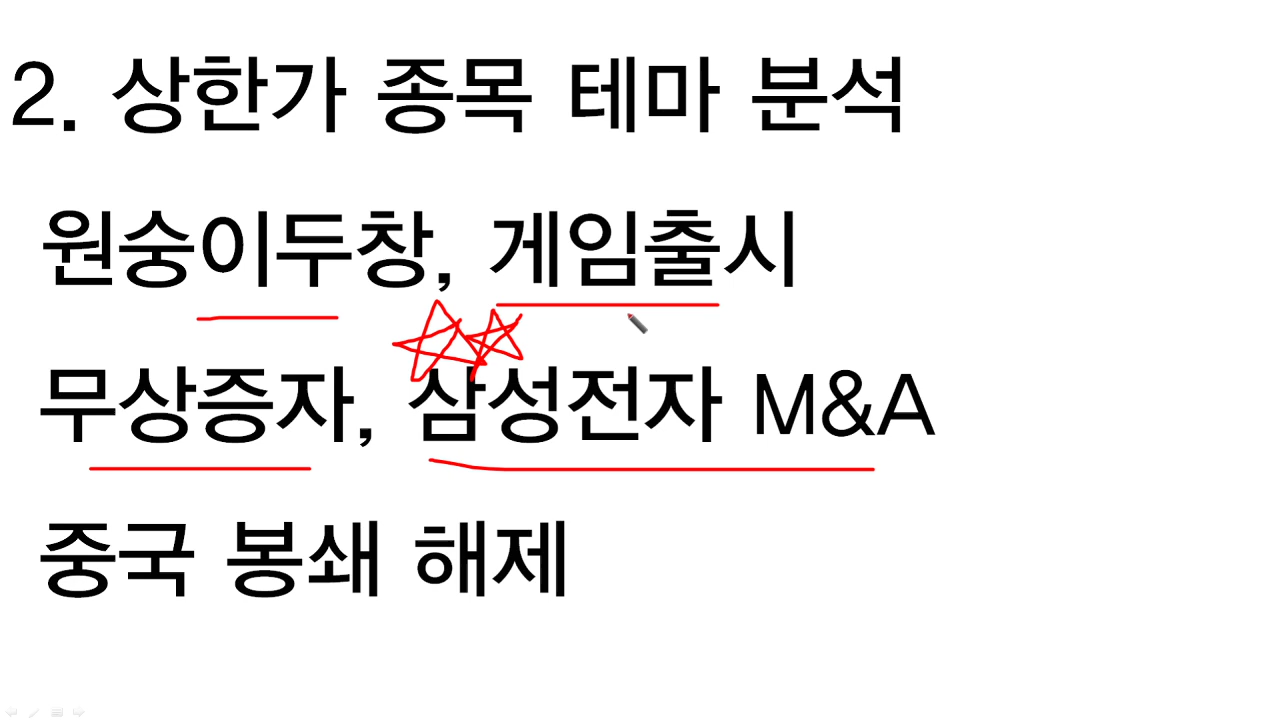 2. 상한가 종목 테마 분석
원숭이두창, 게임출시
무상증자, 삼성전자 M&A
중국 봉쇄 해제